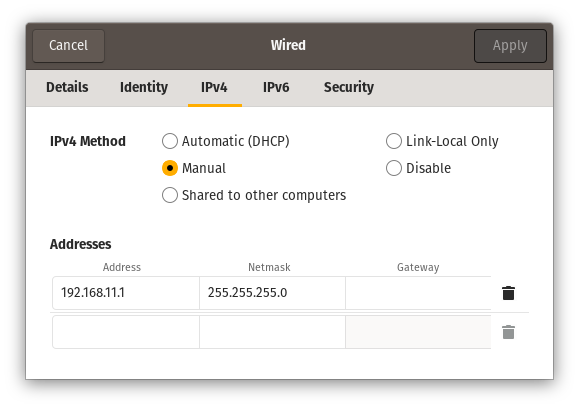 Cancel Wired Apply
Details Identity IPv4 IPv6 Security
IPv4 Method Automatic (DHCP) Link-Local Only
Manual Disable
Shared to other computers
Addresses
Address Netmask Gateway
192.168.11.1 255.255.255.0